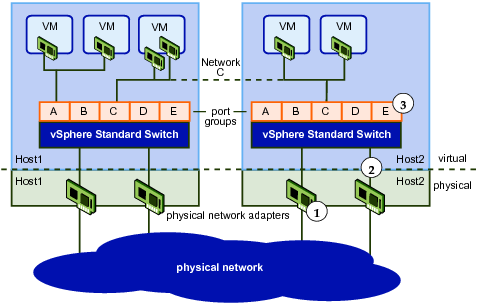 VM VM VM VM VM
Network
C
A B C D E
port
groups
A B C D E
3
vSphere Standard Switch
vSphere Standard Switch
Host1
2
Host2
virtual
Host1
Host2
physical
physical network adapters
1
physical network